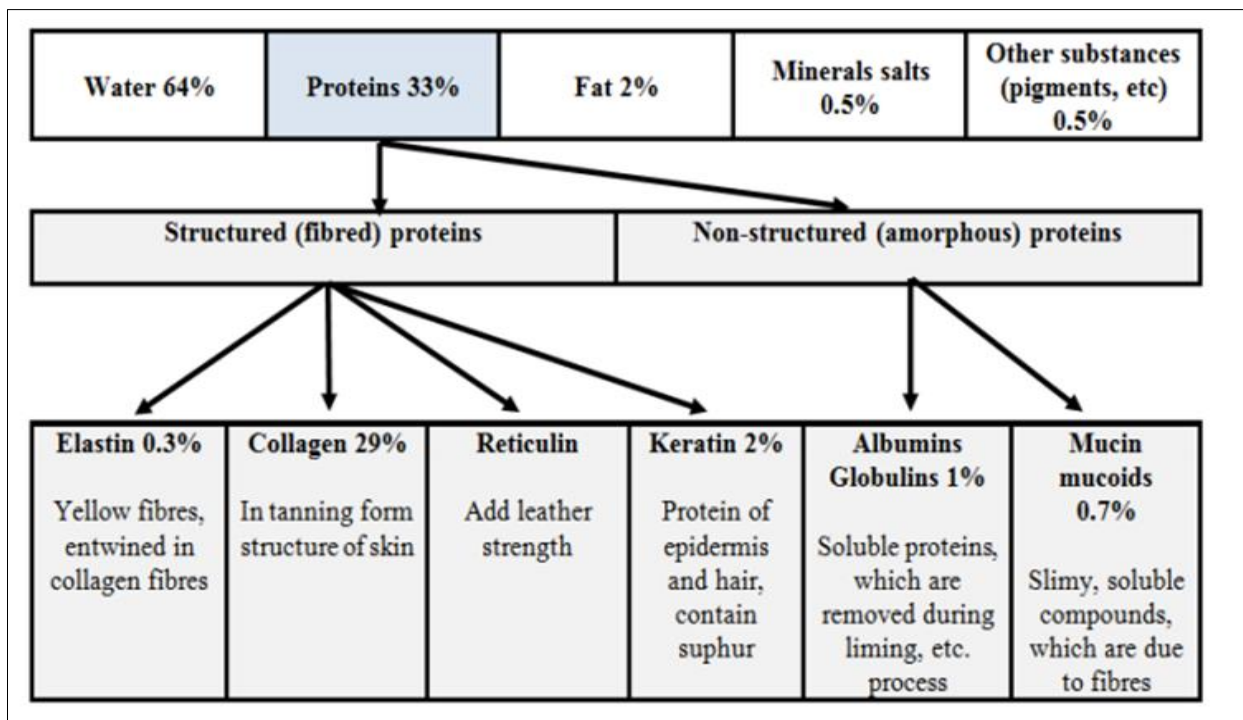 Water 64%
Proteins 33%
Fat 2%
Minerals salts
0.5%
Other substances
(pigments, etc)
0.5%
Structured (fibred) proteins
Non-structured (amorphous) proteins
Elastin 0.3%
Yellow fibres,
entwined in
collagen fibres
Collagen 29%
In tanning form
structure of skin
Reticulin
Add leather
strength
Keratin 2%
Protein of
epidermis
and hair,
contain
suphur
Albumins
Globulins 1%
Soluble proteins,
which are
removed during
liming, etc.
process
Mucin
mucoids
0.7%
Slimy, soluble
compounds,
which are due
to fibres